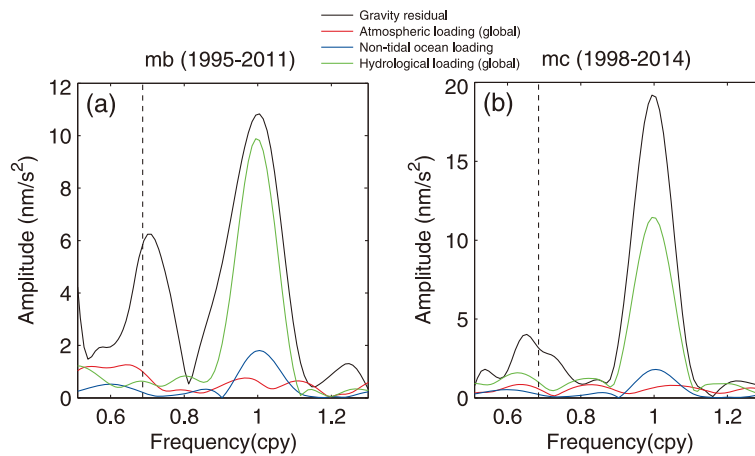 Gravity residual
Atmospheric loading (global)
Non-tidal ocean loading
Hydrological loading (global)
mb (1995-2011)
mc (1998-2014)
(a)
12
10
8
6
4
2
0
Amplitude (nm/s²)
0.6
0.8
1
1.2
Frequency(cpy)
(b)
20
15
10
5
0
Amplitude (nm/s²)
0.6
0.8
1
1.2
Frequency(cpy)